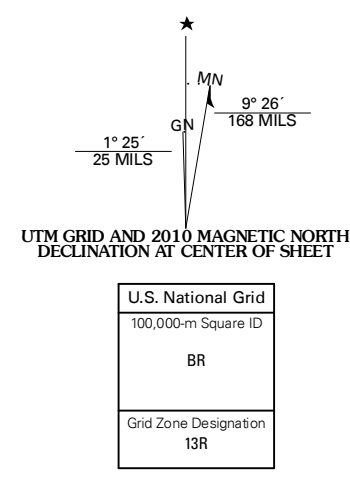 MN
GN
9° 26´
168 MILS
1° 25´
25 MILS
UTM GRID AND 2010 MAGNETIC NORTH
DECLINATION AT CENTER OF SHEET
U.S. National Grid
100,000-m Square ID
BR
Grid Zone Designation
13R